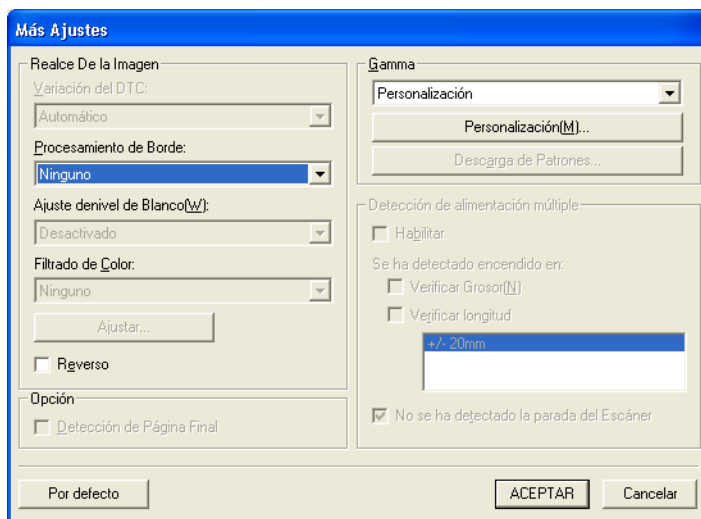 Más Ajustes
Realce De la Imagen
Variación del DTC:
Automático
Procesamiento de Borde:
Ninguno
Ajuste denivel de Blanco(W):
Desactivado
Filtrado de Color:
Ninguno
Ajustar...
Reverso
Opción
Detección de Página Final
Gamma
Personalización
Personalización(M)...
Descarga de Patrones...
Detección de alimentación múltiple
Habilitar
Se ha detectado encendido en:
Verificar Grosor(N)
Verificar longitud
+/- 20mm
No se ha detectado la parada del Escáner
Por defecto
ACEPTAR
Cancelar